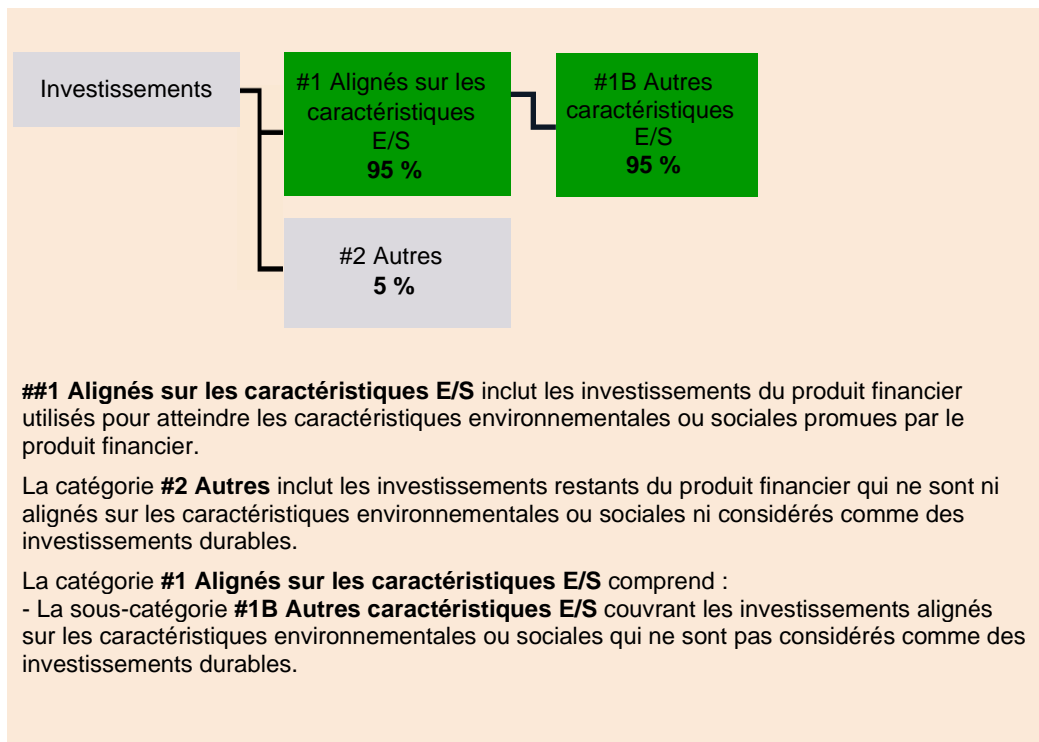 Investissements
#1 Alignés sur les
caractéristiques
E/S
95 %
#1B Autres
caractéristiques
E/S
95 %
#2 Autres
5 %
##1 Alignés sur les caractéristiques E/S inclut les investissements du produit financier
utilisés pour atteindre les caractéristiques environnementales ou sociales promues par le
produit financier.
La catégorie #2 Autres inclut les investissements restants du produit financier qui ne sont ni
alignés sur les caractéristiques environnementales ou sociales ni considérés comme des
investissements durables.
La catégorie #1 Alignés sur les caractéristiques E/S comprend :
- La sous-catégorie #1B Autres caractéristiques E/S couvrant les investissements alignés
sur les caractéristiques environnementales ou sociales qui ne sont pas considérés comme des
investissements durables.